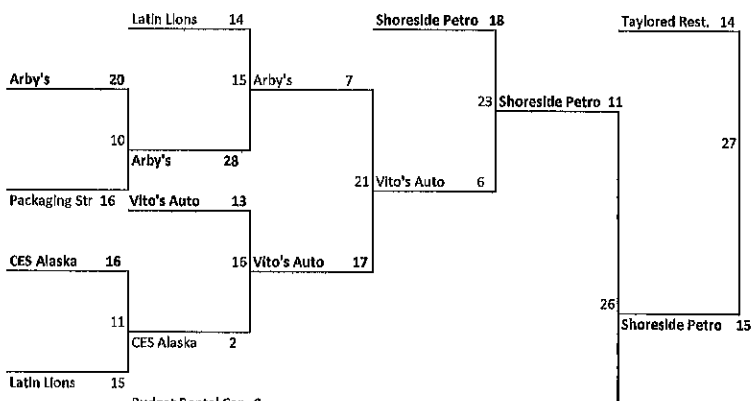 Latin Lions 14
Shoreside Petro 18
Taylored Rest. 14
Arby's 20
15 Arby's 7
23 Shoreside Petro 11
10
27
Arby's 28
21 Vito's Auto 6
Packaging Str 16
Vito's Auto 13
CES Alaska 16
16 Vito's Auto 17
26
11
Shoreside Petro 15
CES Alaska 2
Latin Lions 15